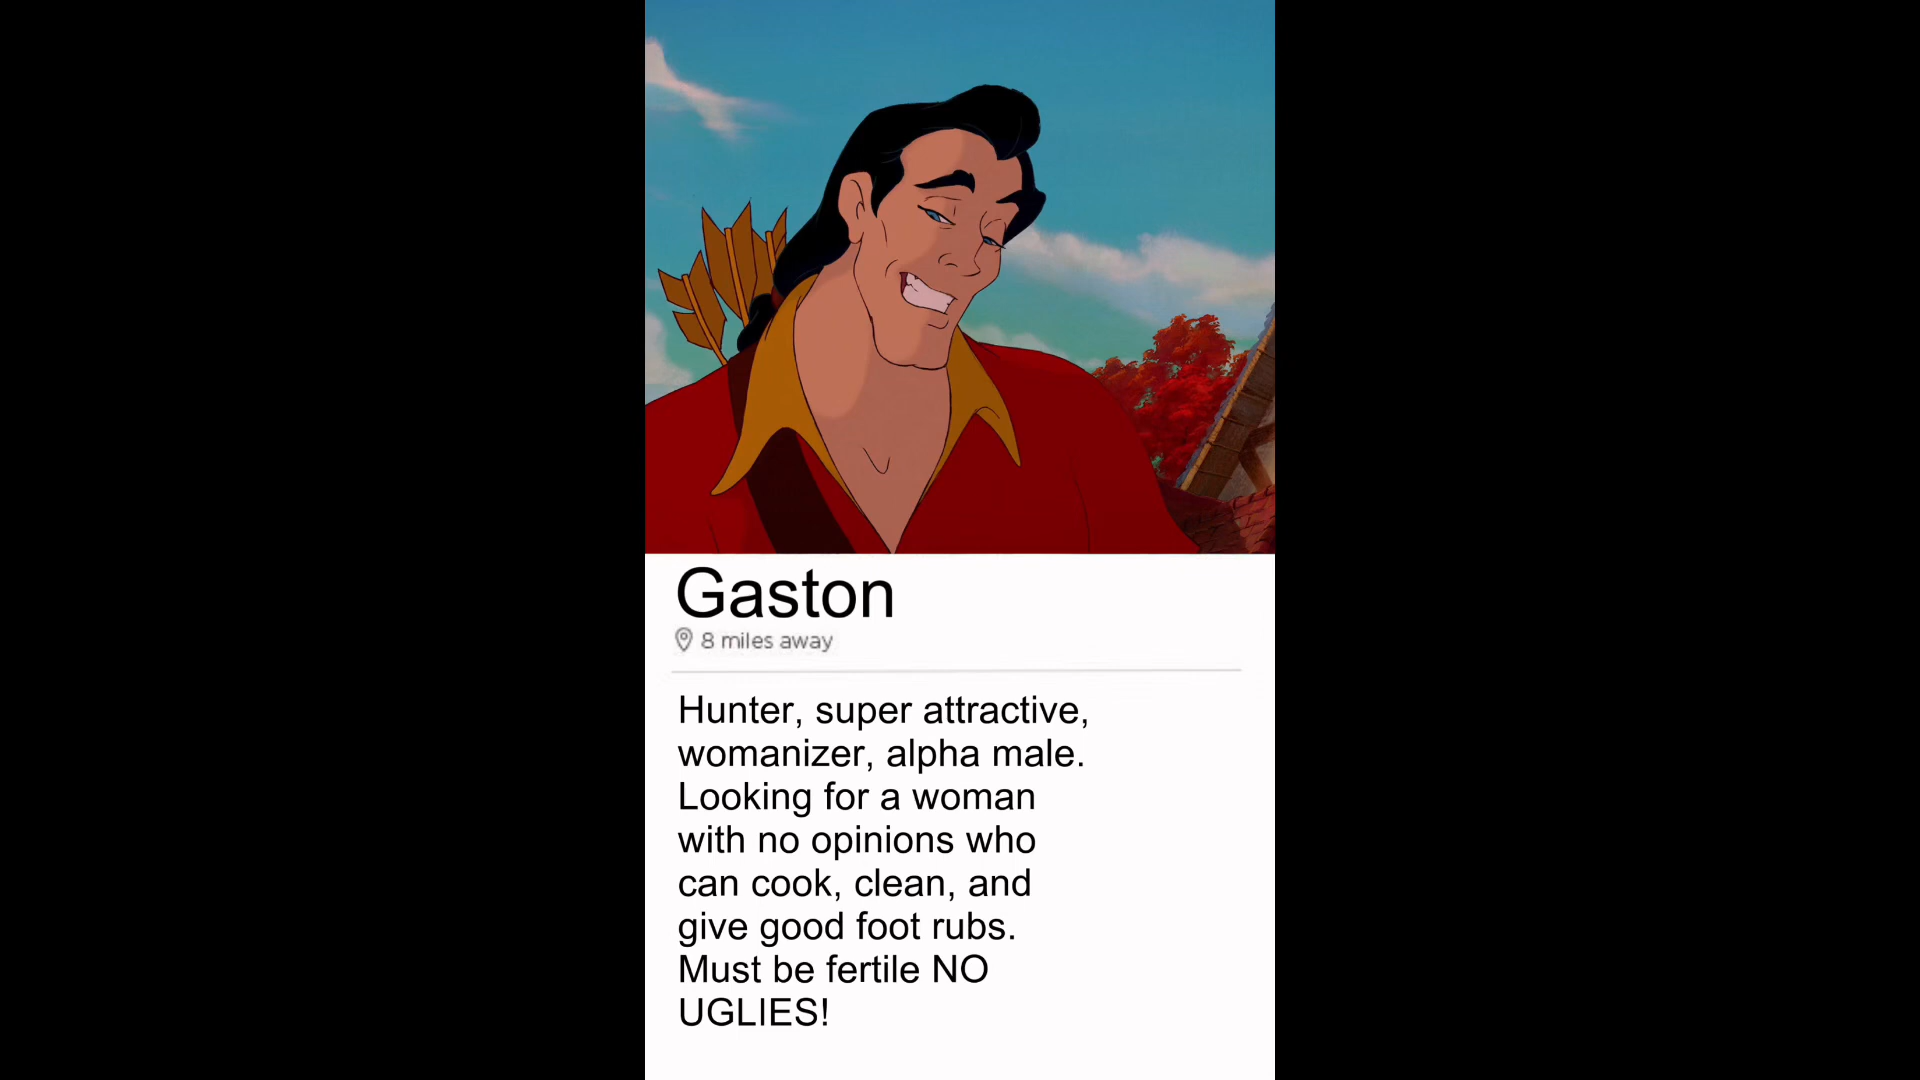 Gaston
8 miles away
Hunter, super attractive,
womanizer, alpha male.
Looking for a woman
with no opinions who
can cook, clean, and
give good foot rubs.
Must be fertile NO
UGLIES!